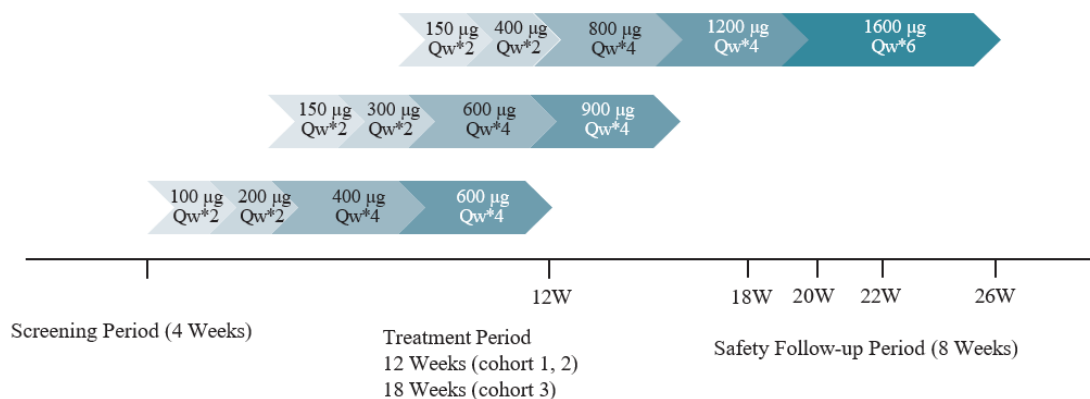 150 µg
Qw*2
400 µg
Qw*2
800 µg
Qw*4
1200 µg
Qw*4
1600 µg
Qw*6
150 µg
Qw*2
300 µg
Qw*2
600 µg
Qw*4
900 µg
Qw*4
100 µg
Qw*2
200 µg
Qw*2
400 µg
Qw*4
600 µg
Qw*4
12W
18W
20W
22W
26W
Screening Period (4 Weeks)
Treatment Period
12 Weeks (cohort 1, 2)
18 Weeks (cohort 3)
Safety Follow-up Period (8 Weeks)